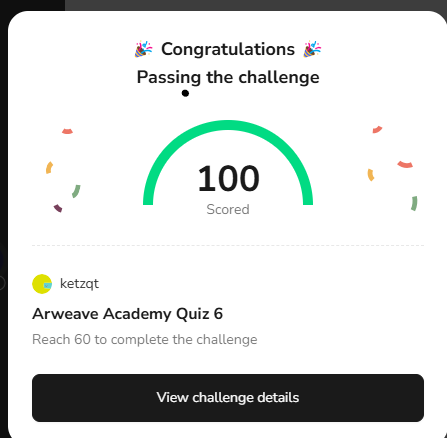 🎉 Congratulations 🎉
Passing the challenge
100
Scored
ketzqt
Arweave Academy Quiz 6
Reach 60 to complete the challenge
View challenge details